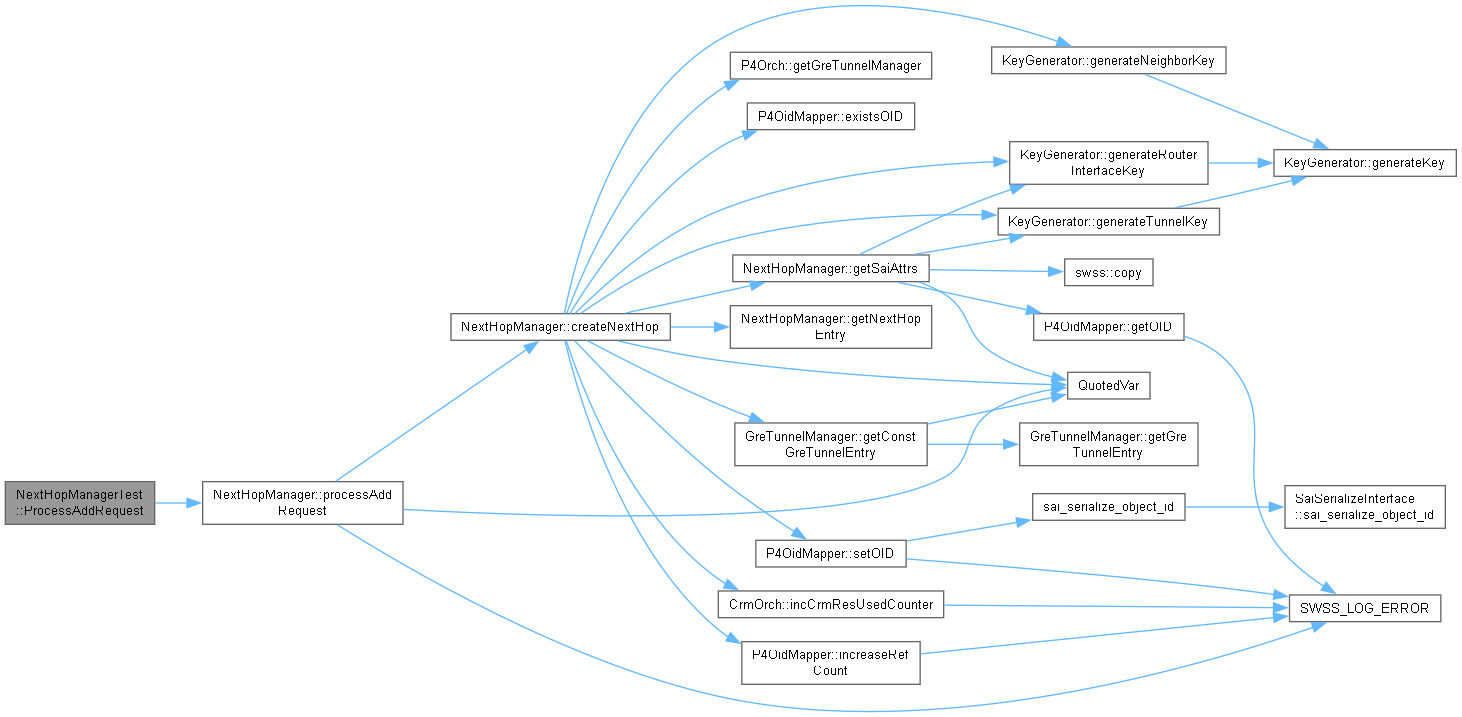 KeyGenerator::generateNeighborKey
P4Orch::getGreTunnelManager
P4OidMapper::existsOID
KeyGenerator::generateRouter
InterfaceKey
KeyGenerator::generateKey
KeyGenerator::generateTunnelKey
NextHopManager::getSaiAttrs
swss::copy
NextHopManager::createNextHop
NextHopManager::getNextHop
Entry
P4OidMapper::getOID
QuotedVar
GreTunnelManager::getConst
GreTunnelEntry
GreTunnelManager::getGre
TunnelEntry
NextHopManagerTest
::ProcessAddRequest
NextHopManager::processAdd
Request
sai_serialize_object_id
SaiSerializeInterface
::sai_serialize_object_id
P4OidMapper::setOID
CrmOrch::incCrmResUsedCounter
SWSS_LOG_ERROR
P4OidMapper::increaseRef
Count